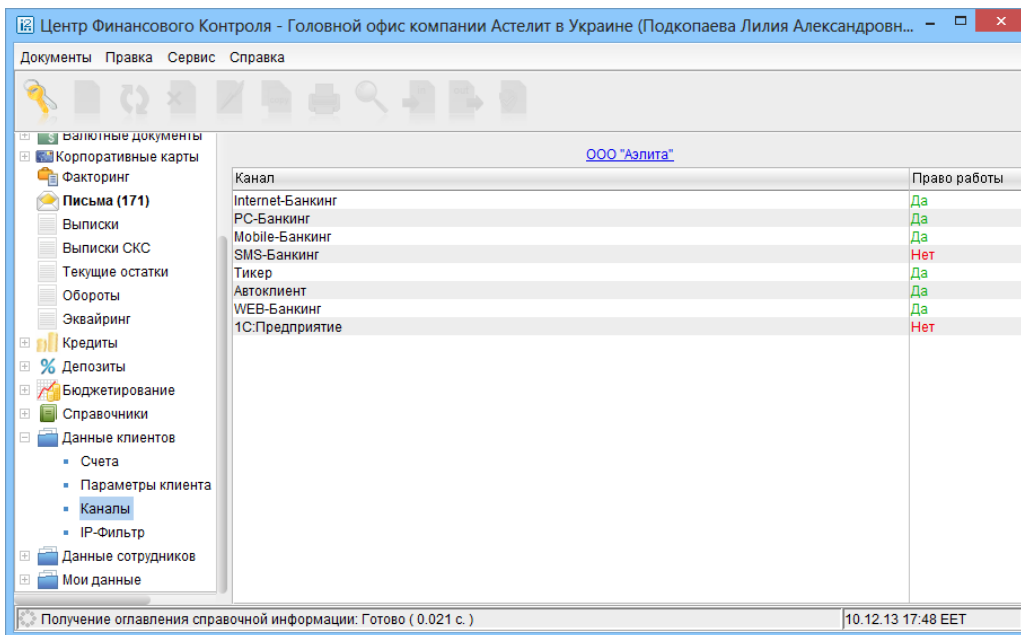 Центр Финансового Контроля - Головной офис компании Астелит в Украине (Подкопаева Лилия Александровн...
Документы Правка Сервис Справка
Валютные документы
Корпоративные карты
Факторинг
Письма (171)
Выписки
Выписки СКС
Текущие остатки
Обороты
Эквайринг
Кредиты
Депозиты
Бюджетирование
Справочники
Данные клиентов
Счета
Параметры клиента
Каналы
IP-Фильтр
Данные сотрудников
Мои данные
ООО "Аэлита"
Канал Право работы
Internet-Банкинг Да
PC-Банкинг Да
Mobile-Банкинг Да
SMS-Банкинг Нет
Тикер Да
Автоклиент Да
WEB-Банкинг Да
1С:Предприятие Нет
Получение оглавления справочной информации: Готово ( 0.021 с. ) 10.12.13 17:48 EET